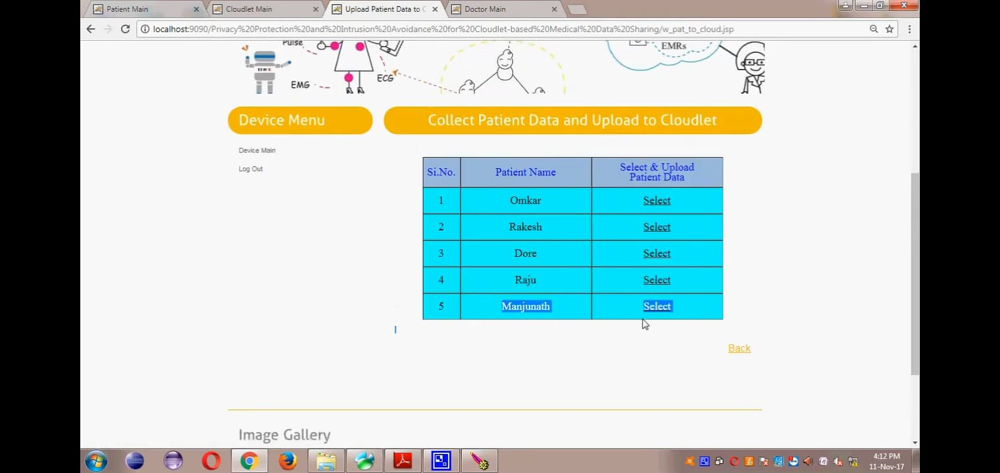 Patient Main
Cloudlet Main
Upload Patient Data to C
Doctor Main
localhost:9090/Privacy%20Protection%20and%20Intrusion%20Avoidance%20for%20Cloudlet-based%20Medical%20Data%20Sharing/w_pat_to_cloud.jsp
Pulse
EMRs
ECG
EMG
Device Menu
Collect Patient Data and Upload to Cloudlet
Device Main
Log Out
Si.No.
Patient Name
Select & Upload
Patient Data
1 Omkar Select
2 Rakesh Select
3 Dore Select
4 Raju Select
5 Manjunath Select
Back
Image Gallery
4:12 PM
11-Nov-17